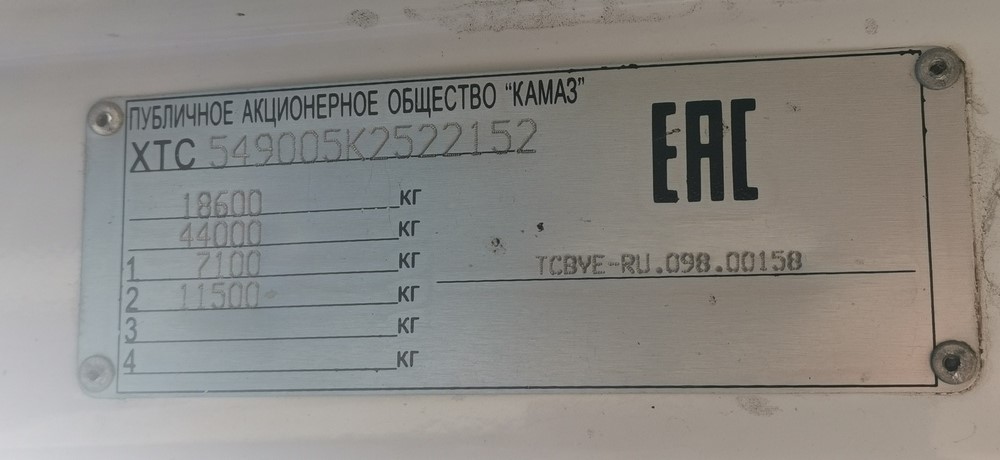 ПУБЛИЧНОЕ АКЦИОНЕРНОЕ ОБЩЕСТВО “КАМАЗ”
XTC 549005K2522152
EAC
18600 КГ
44000 КГ
1 7100 КГ
2 11500 КГ
3 КГ
4 КГ
TCBYE-RU.098.00158